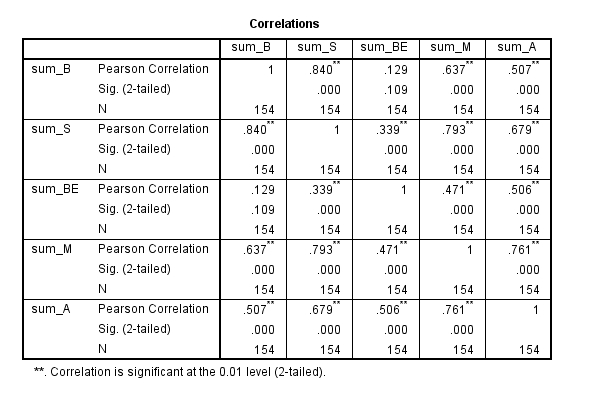 Correlations
sum_B sum_S sum_BE sum_M sum_A
sum_B Pearson Correlation 1 .840** .129 .637** .507**
Sig. (2-tailed) .000 .109 .000 .000
N 154 154 154 154 154
sum_S Pearson Correlation .840** 1 .339** .793** .679**
Sig. (2-tailed) .000 .000 .000 .000
N 154 154 154 154 154
sum_BE Pearson Correlation .129 .339** 1 .471** .506**
Sig. (2-tailed) .109 .000 .000 .000
N 154 154 154 154 154
sum_M Pearson Correlation .637** .793** .471** 1 .761**
Sig. (2-tailed) .000 .000 .000 .000
N 154 154 154 154 154
sum_A Pearson Correlation .507** .679** .506** .761** 1
Sig. (2-tailed) .000 .000 .000 .000
N 154 154 154 154 154
**. Correlation is significant at the 0.01 level (2-tailed).